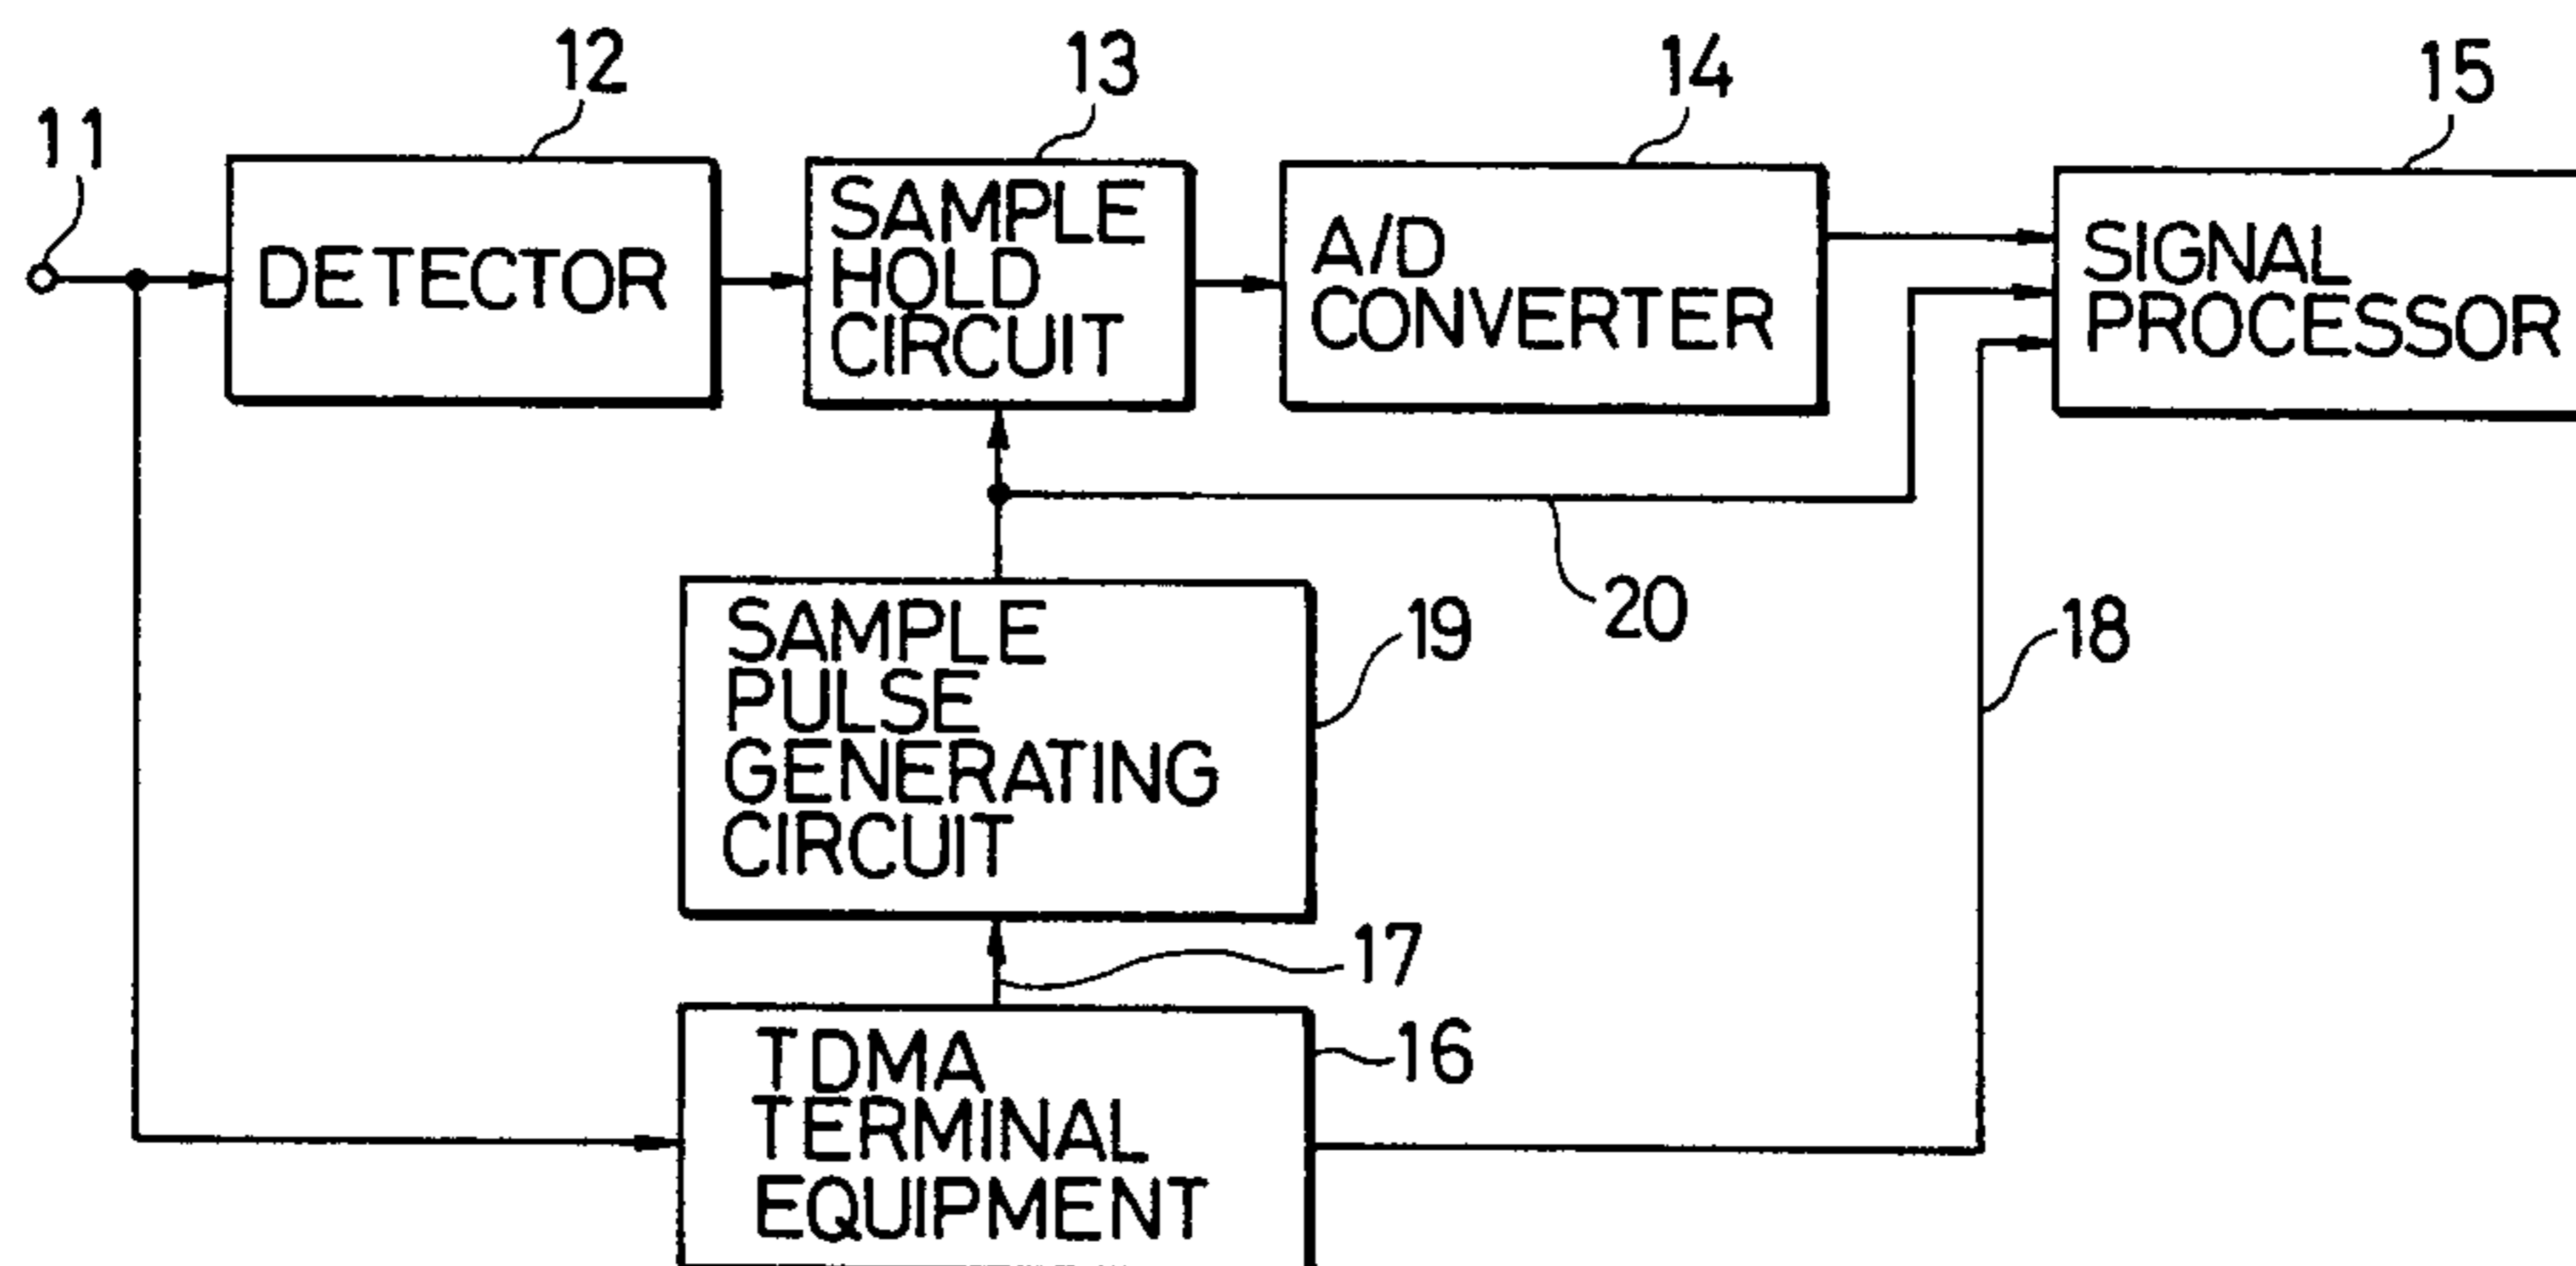 11
12
13
14
15
DETECTOR
SAMPLE
HOLD
CIRCUIT
A/D
CONVERTER
SIGNAL
PROCESSOR
20
18
SAMPLE
PULSE
GENERATING
CIRCUIT
19
17
TDMA
TERMINAL
EQUIPMENT
16